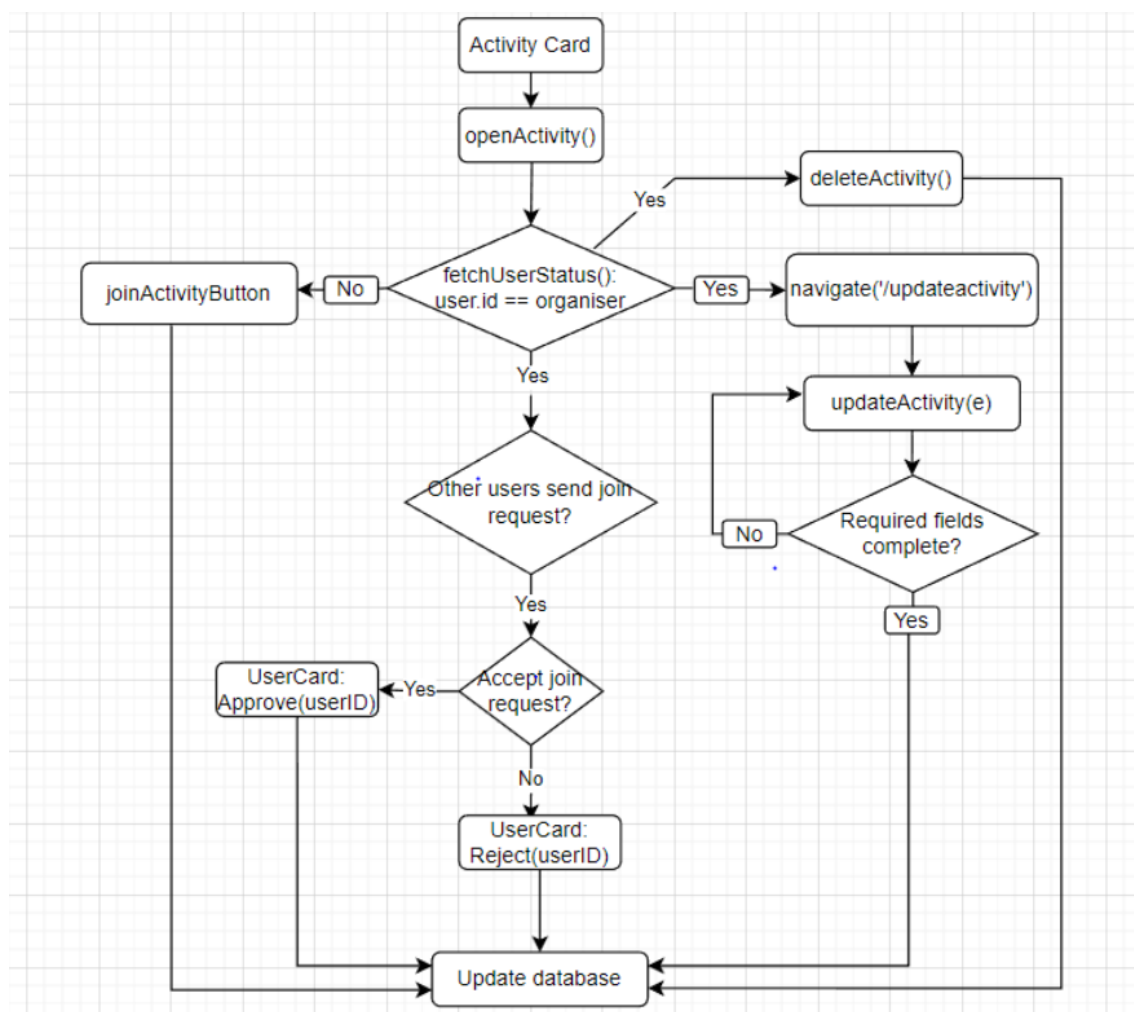 Activity Card
openActivity()
deleteActivity()
Yes
fetchUserStatus():
user.id == organiser
joinActivityButton
No
Yes
navigate('/updateactivity')
Yes
updateActivity(e)
Other users send join
request?
Required fields
complete?
No
Yes
Yes
Accept join
request?
UserCard:
Approve(userID)
Yes
No
UserCard:
Reject(userID)
Update database